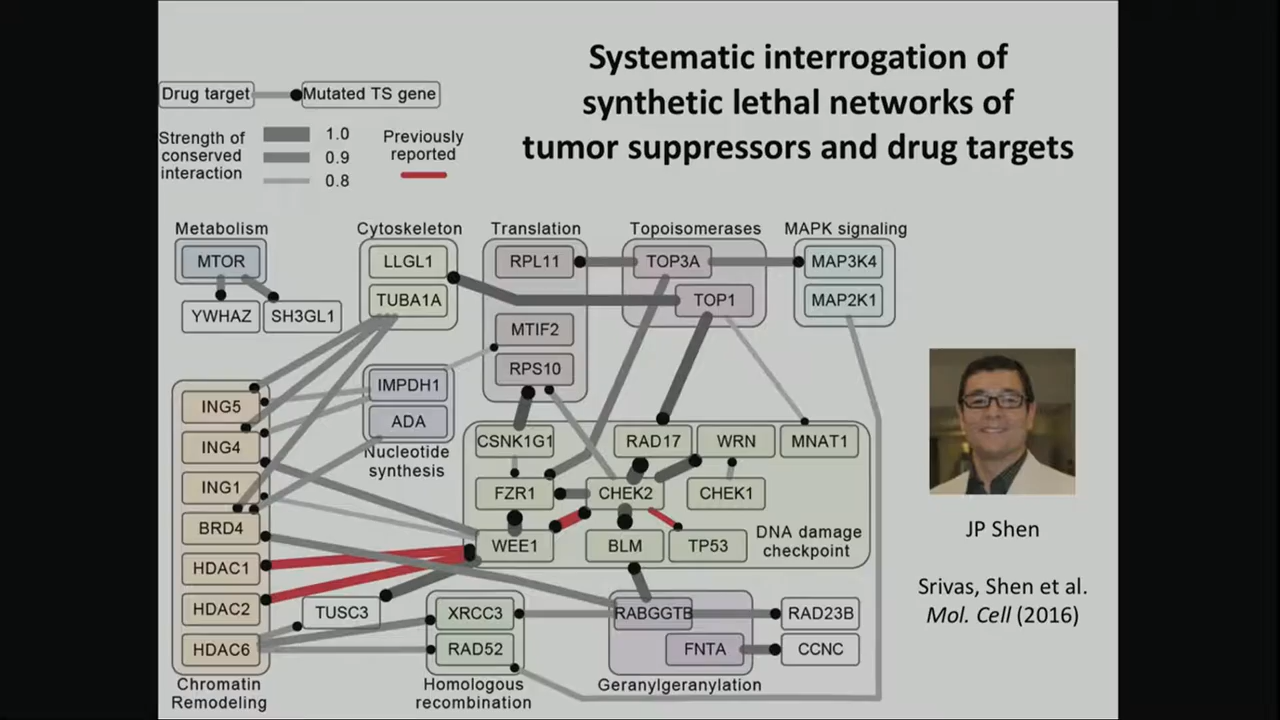 Systematic interrogation of
synthetic lethal networks of
tumor suppressors and drug targets
Drug target
Mutated TS gene
Strength of
conserved
interaction
1.0
0.9
0.8
Previously
reported
Metabolism
MTOR
YWHAZ
SH3GL1
Cytoskeleton
LLGL1
TUBA1A
Translation
RPL11
MTIF2
RPS10
Topoisomerases
TOP3A
TOP1
MAPK signaling
MAP3K4
MAP2K1
IMPDH1
ADA
Nucleotide
synthesis
ING5
ING4
ING1
BRD4
HDAC1
HDAC2
HDAC6
Chromatin
Remodeling
CSNK1G1
RAD17
WRN
MNAT1
FZR1
CHEK2
CHEK1
WEE1
BLM
TP53
DNA damage
checkpoint
TUSC3
XRCC3
RAD52
Homologous
recombination
RABGGTB
FNTA
Geranylgeranylation
RAD23B
CCNC
JP Shen
Srivas, Shen et al.
Mol. Cell (2016)